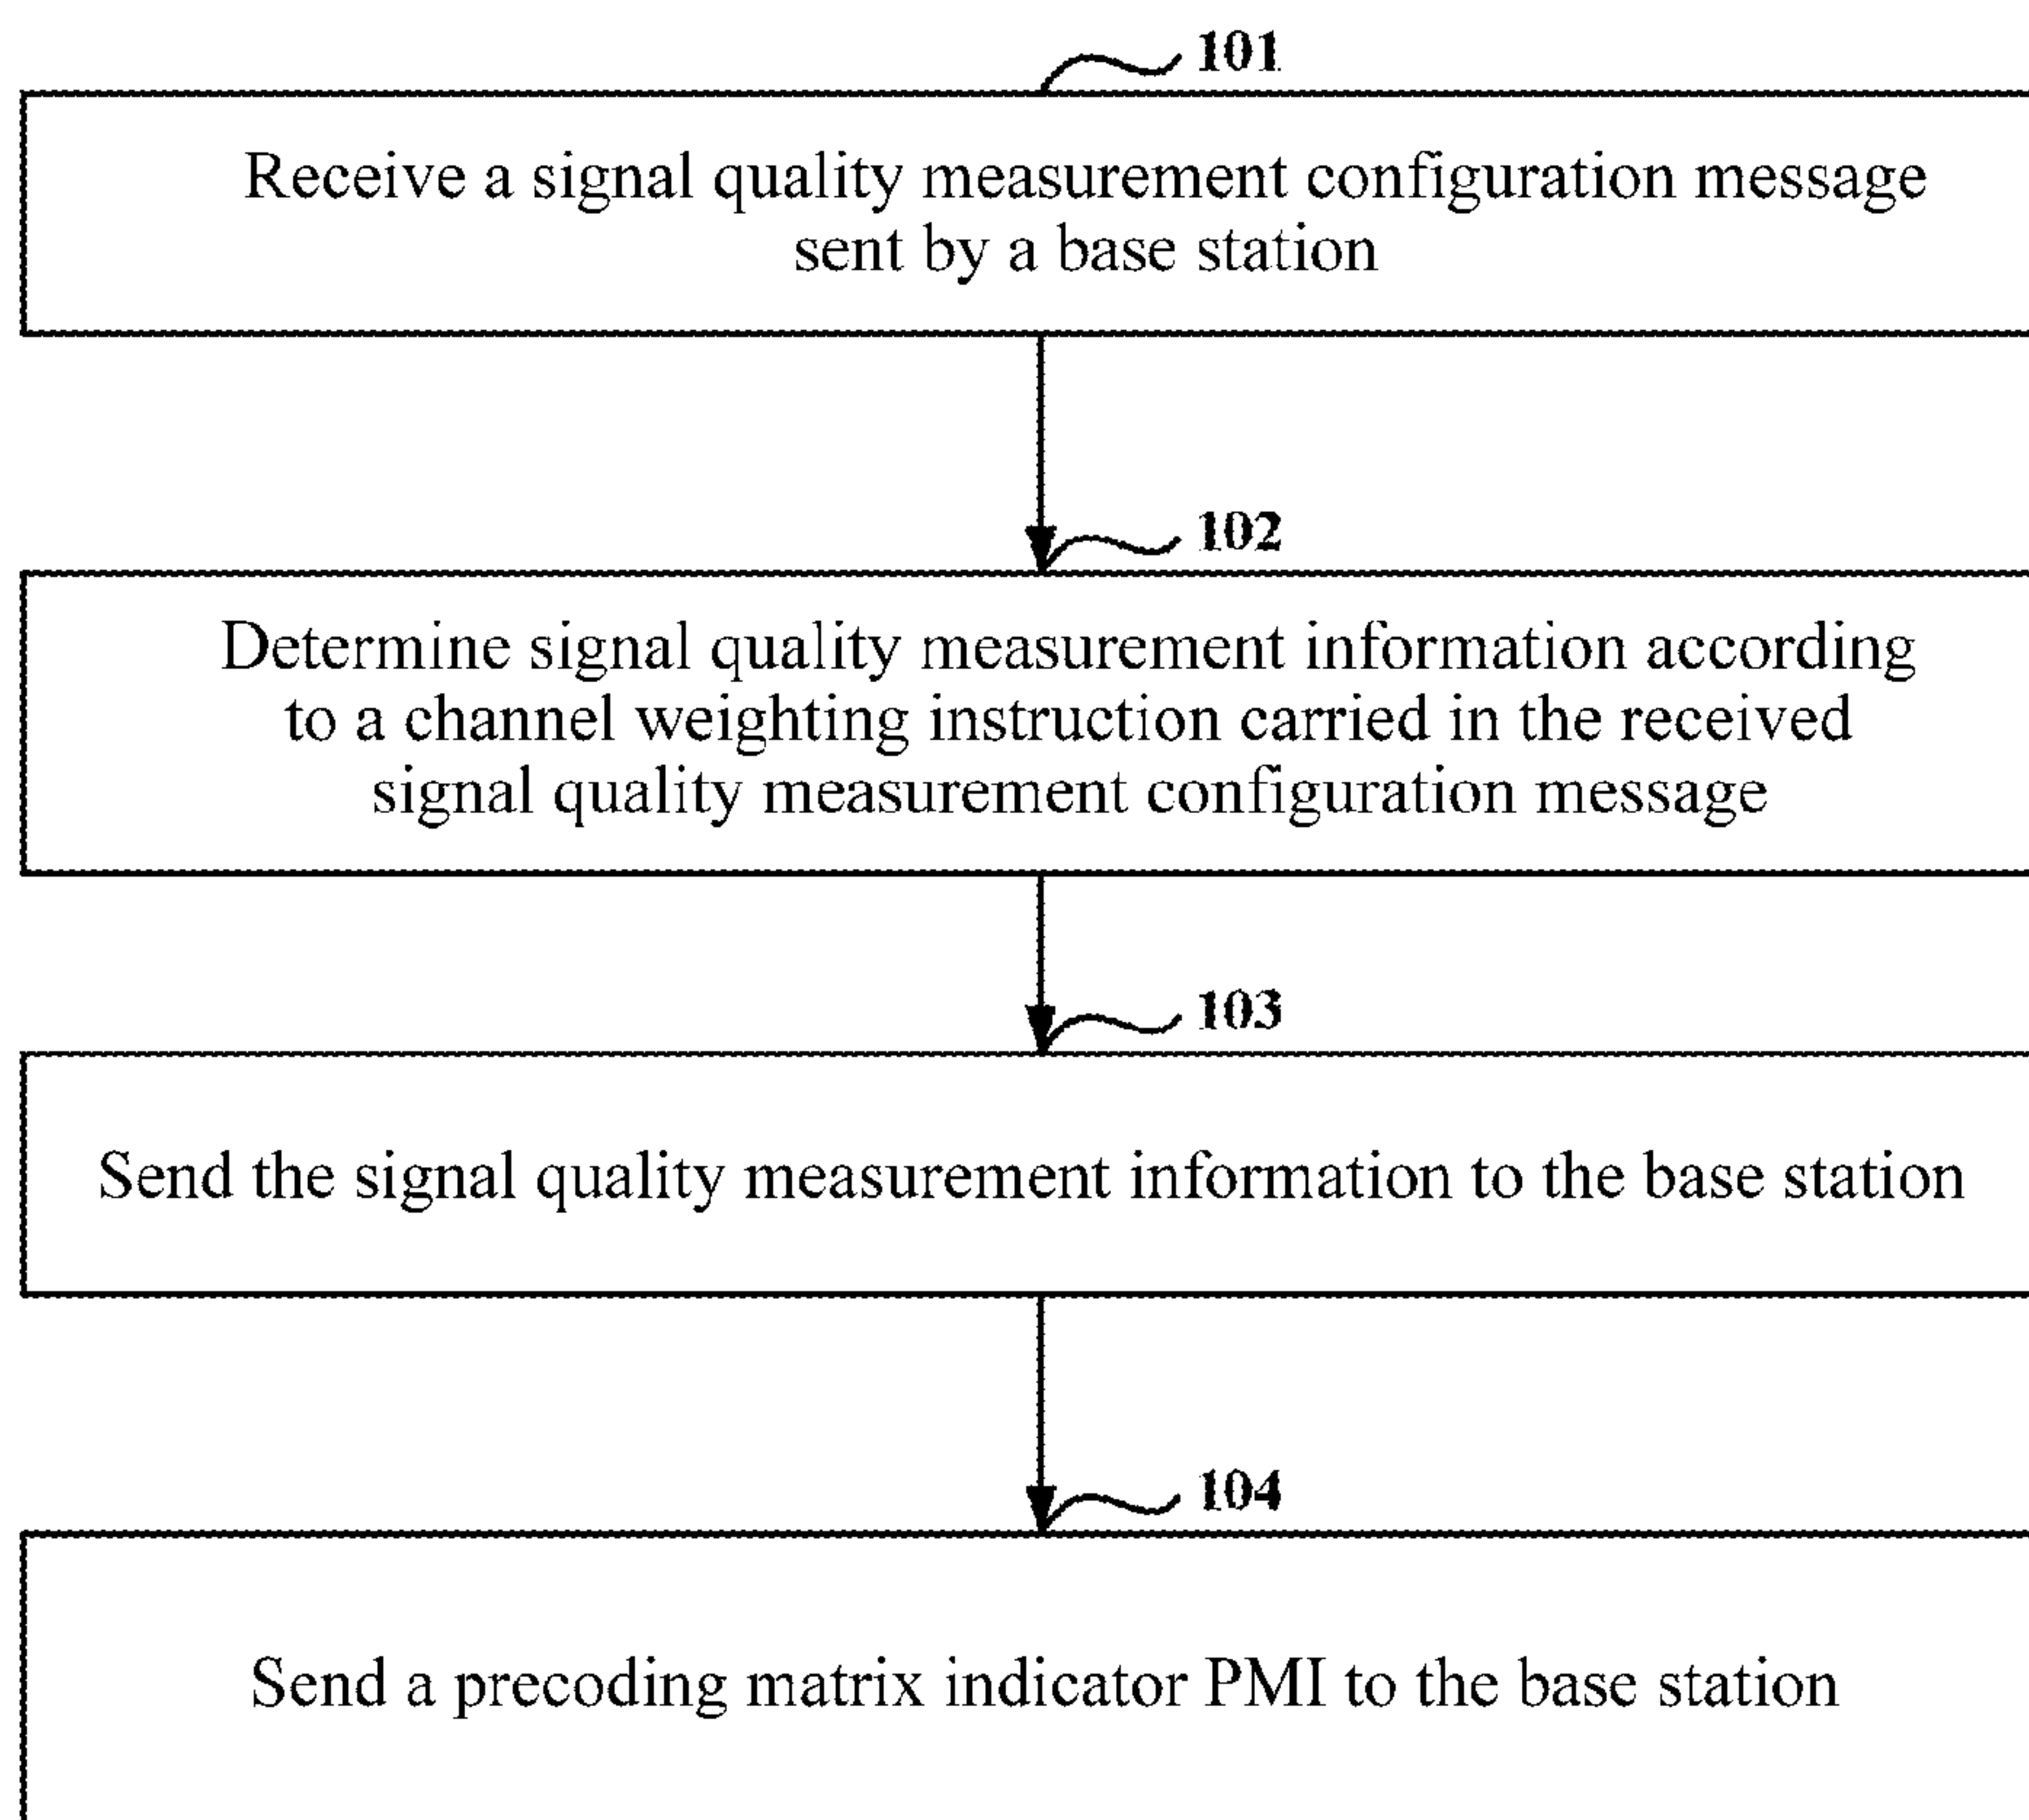 101
Receive a signal quality measurement configuration message
sent by a base station
102
Determine signal quality measurement information according
to a channel weighting instruction carried in the received
signal quality measurement configuration message
103
Send the signal quality measurement information to the base station
104
Send a precoding matrix indicator PMI to the base station